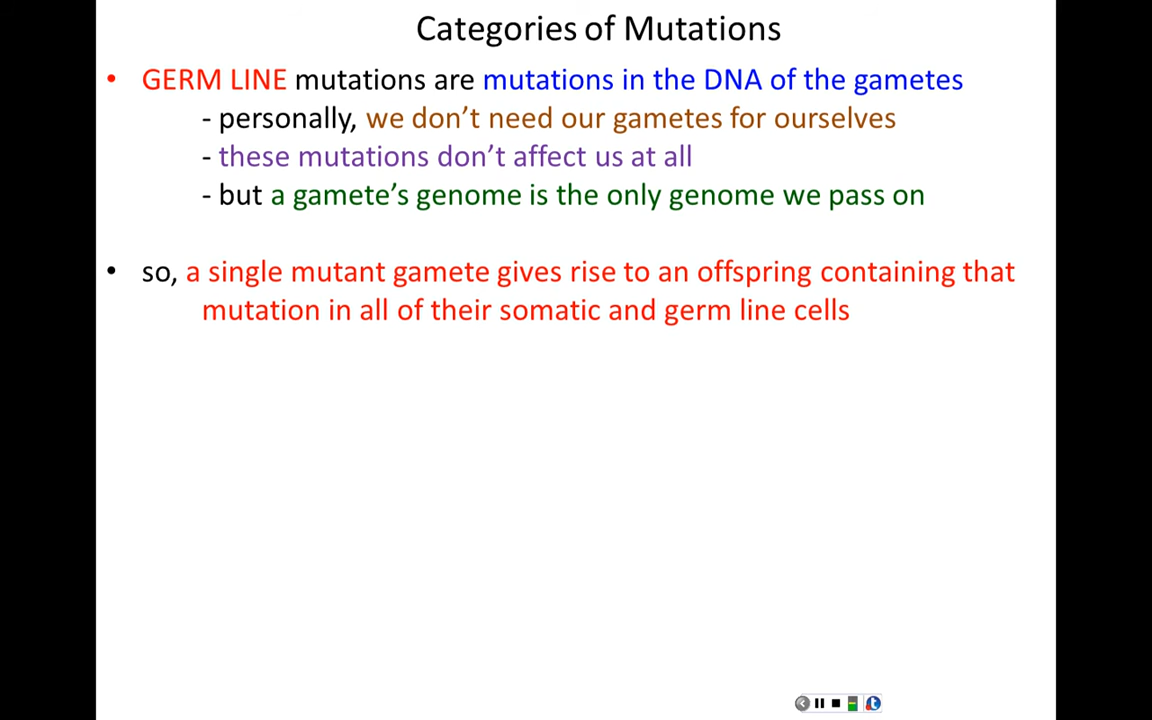 Categories of Mutations
• GERM LINE mutations are mutations in the DNA of the gametes
- personally, we don’t need our gametes for ourselves
- these mutations don’t affect us at all
- but a gamete’s genome is the only genome we pass on
• so, a single mutant gamete gives rise to an offspring containing that
mutation in all of their somatic and germ line cells